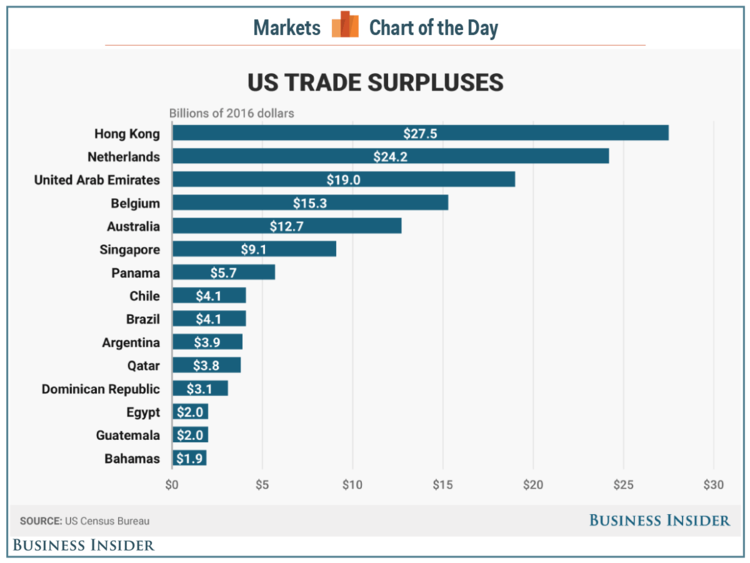 Markets Chart of the Day
US TRADE SURPLUSES
Billions of 2016 dollars
Hong Kong $27.5
Netherlands $24.2
United Arab Emirates $19.0
Belgium $15.3
Australia $12.7
Singapore $9.1
Panama $5.7
Chile $4.1
Brazil $4.1
Argentina $3.9
Qatar $3.8
Dominican Republic $3.1
Egypt $2.0
Guatemala $2.0
Bahamas $1.9
$0 $5 $10 $15 $20 $25 $30
SOURCE: US Census Bureau BUSINESS INSIDER
BUSINESS INSIDER